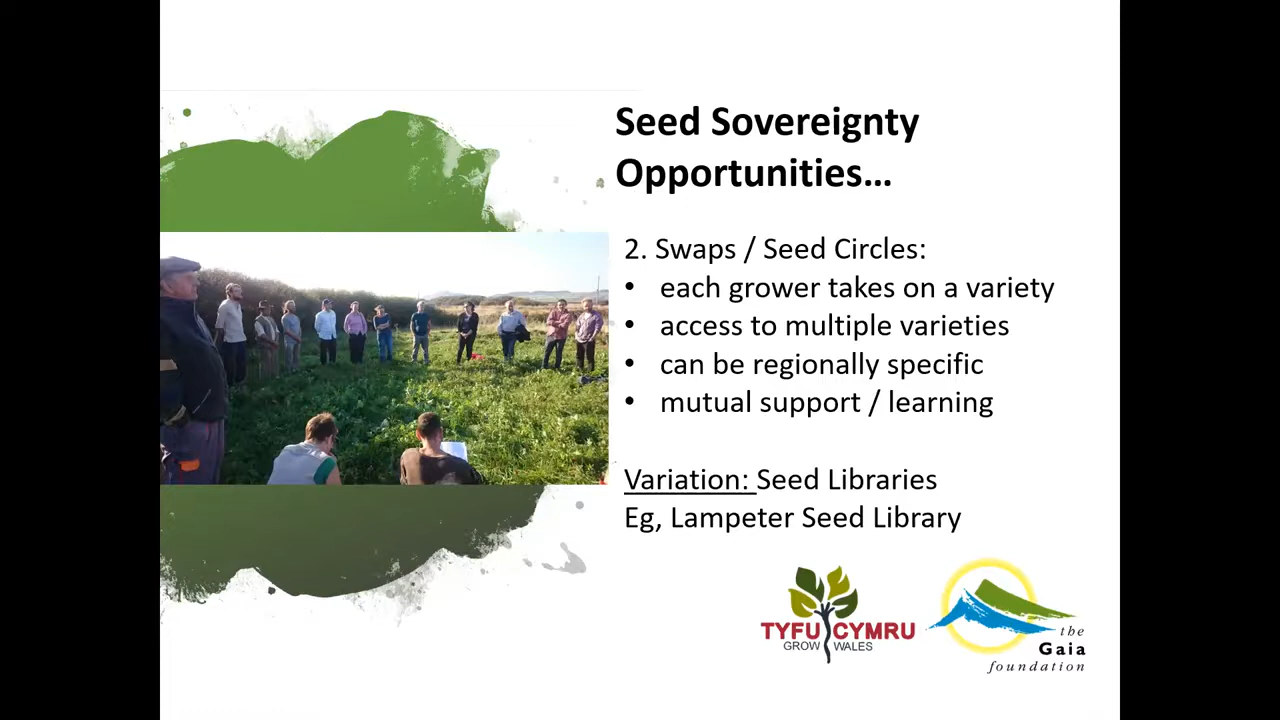 Seed Sovereignty
Opportunities...
2. Swaps / Seed Circles:
• each grower takes on a variety
• access to multiple varieties
• can be regionally specific
• mutual support / learning
Variation: Seed Libraries
Eg, Lampeter Seed Library
TYFU CYMRU
GROW WALES
the
Gaia
foundation